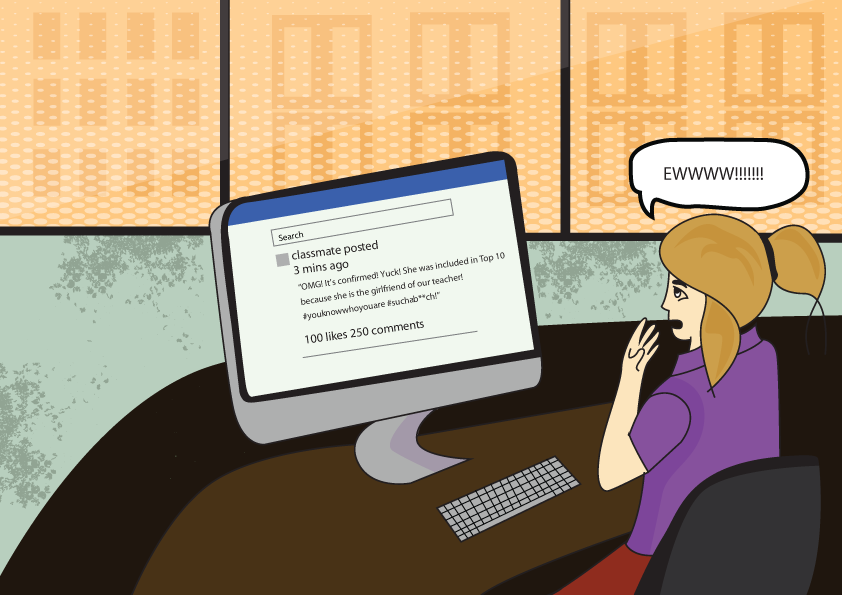 EWWWW!!!!!!!
Search
classmate posted
3 mins ago
“OMG! It's confirmed! Yuck! She was included in Top 10
because she is the girlfriend of our teacher!
#youknowwhoyouare #suchab**ch!”
100 likes 250 comments